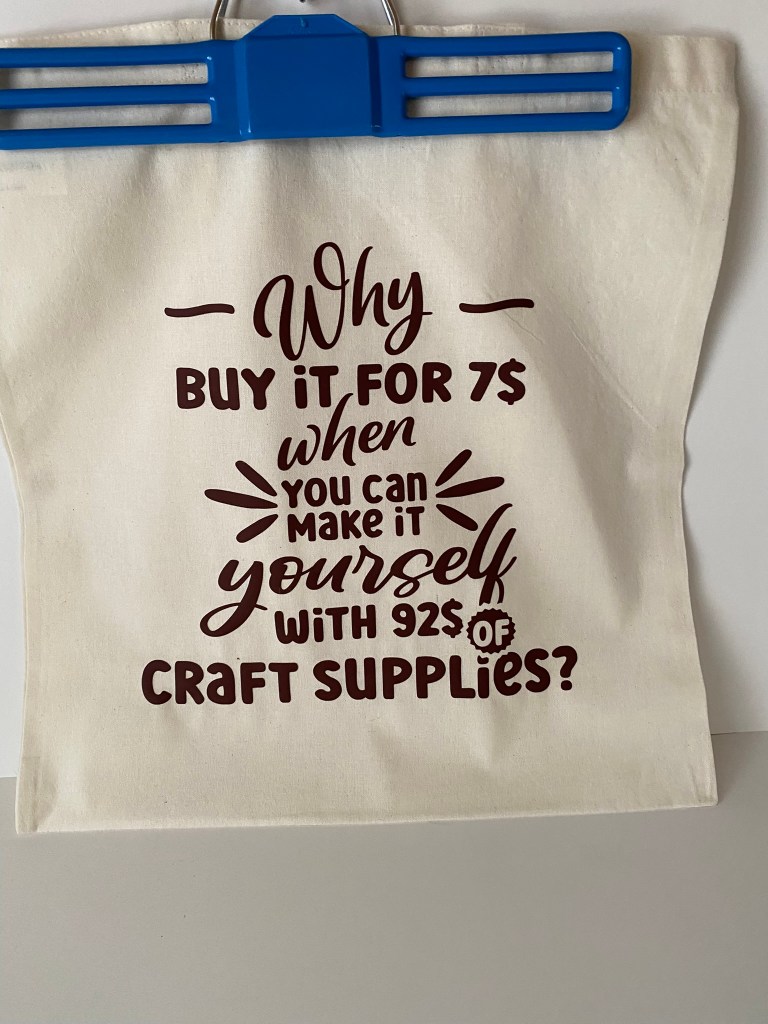 Why
BUY iT FOR 7$
when
YOU Can
Make iT
yourself
WiTH 92$ OF
CRaFT SUPPLieS?